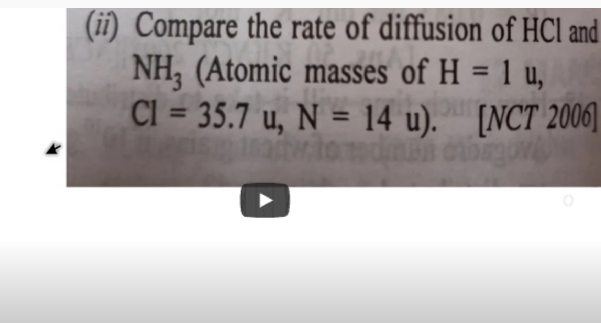 (ii) Compare the rate of diffusion of HCl and
NH₃ (Atomic masses of H = 1 u,
Cl = 35.7 u, N = 14 u). [NCT 2006]